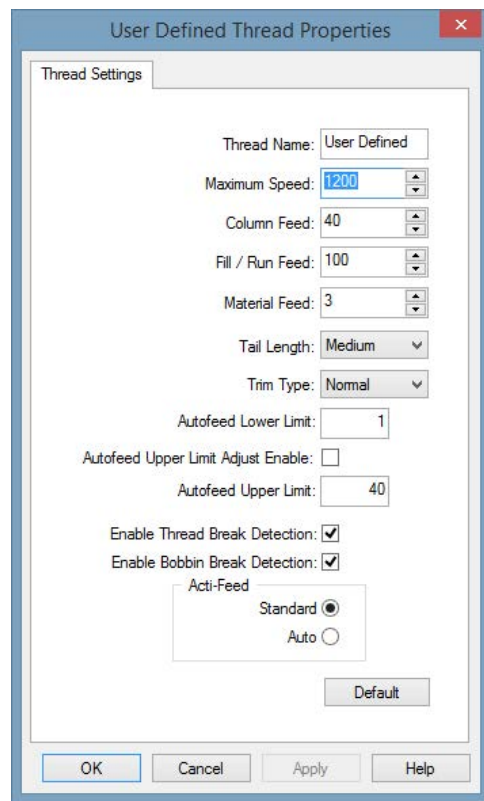 User Defined Thread Properties
Thread Settings
Thread Name: User Defined
Maximum Speed: 1200
Column Feed: 40
Fill / Run Feed: 100
Material Feed: 3
Tail Length: Medium
Trim Type: Normal
Autofeed Lower Limit: 1
Autofeed Upper Limit Adjust Enable:
Autofeed Upper Limit: 40
Enable Thread Break Detection:
Enable Bobbin Break Detection:
Acti-Feed
Standard
Auto
Default
OK Cancel Apply Help